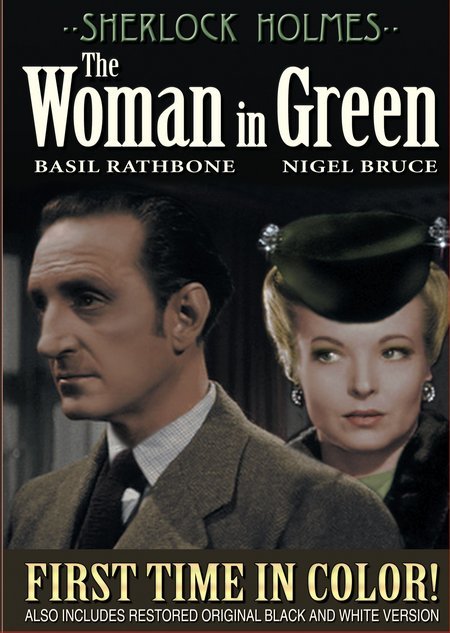 --SHERLOCK HOLMES--
The
Woman in Green
BASIL RATHBONE NIGEL BRUCE
FIRST TIME IN COLOR!
ALSO INCLUDES RESTORED ORIGINAL BLACK AND WHITE VERSION